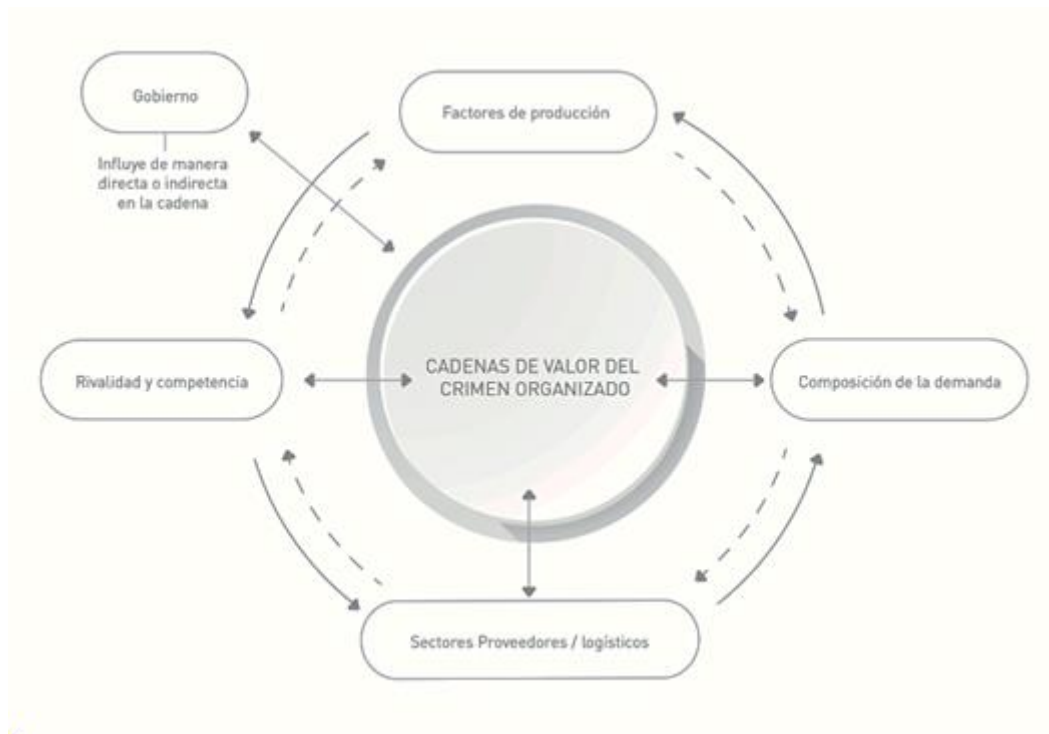 Gobierno
Influye de manera
directa o indirecta
en la cadena
Factores de producción
Rivalidad y competencia
CADENAS DE VALOR DEL
CRIMEN ORGANIZADO
Composición de la demanda
Sectores Proveedores / logísticos